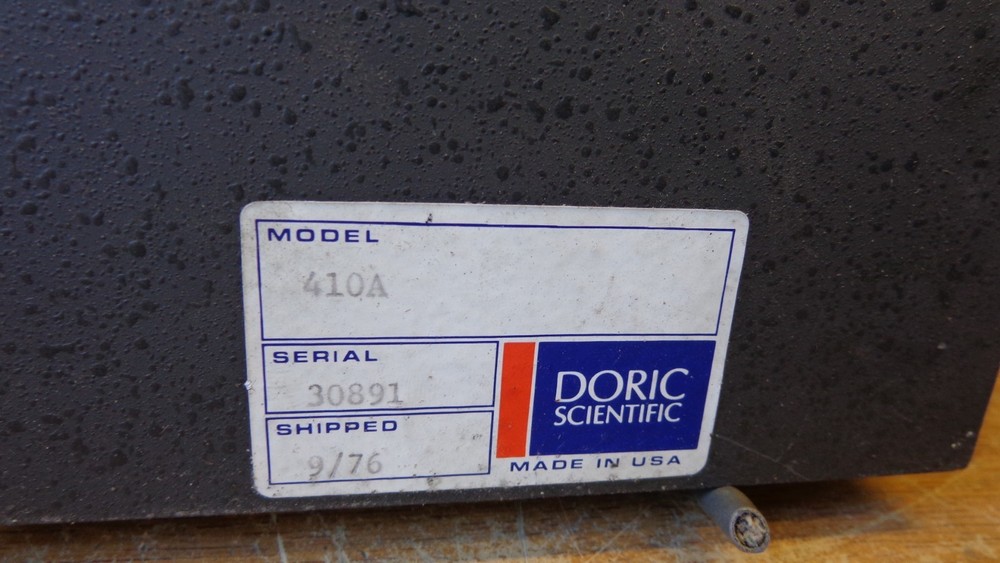 MODEL
410A
SERIAL
30891
SHIPPED
9/76
DORIC
SCIENTIFIC
MADE IN USA